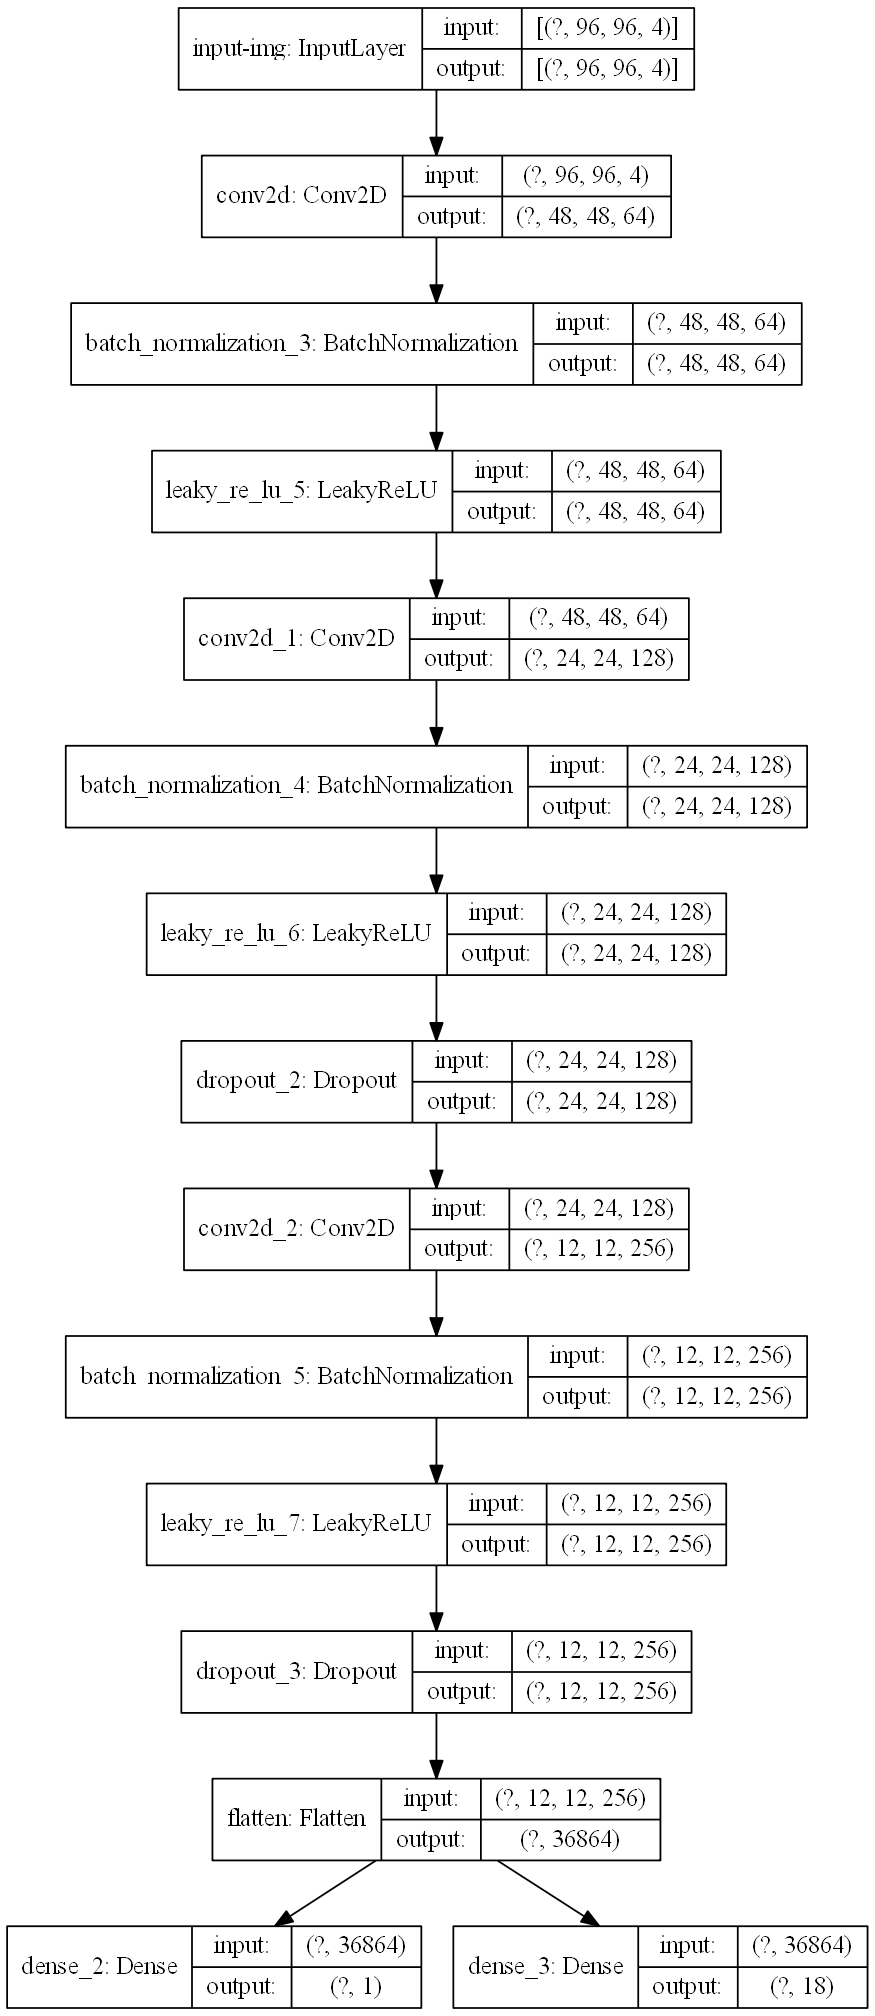 input-img: InputLayer
input:
[(?, 96, 96, 4)]
output:
[(?, 96, 96, 4)]
conv2d: Conv2D
input:
(?, 96, 96, 4)
output:
(?, 48, 48, 64)
batch_normalization_3: BatchNormalization
input:
(?, 48, 48, 64)
output:
(?, 48, 48, 64)
leaky_re_lu_5: LeakyReLU
input:
(?, 48, 48, 64)
output:
(?, 48, 48, 64)
conv2d_1: Conv2D
input:
(?, 48, 48, 64)
output:
(?, 24, 24, 128)
batch_normalization_4: BatchNormalization
input:
(?, 24, 24, 128)
output:
(?, 24, 24, 128)
leaky_re_lu_6: LeakyReLU
input:
(?, 24, 24, 128)
output:
(?, 24, 24, 128)
dropout_2: Dropout
input:
(?, 24, 24, 128)
output:
(?, 24, 24, 128)
conv2d_2: Conv2D
input:
(?, 24, 24, 128)
output:
(?, 12, 12, 256)
batch normalization 5: BatchNormalization
input:
(?, 12, 12, 256)
output:
(?, 12, 12, 256)
leaky_re_lu_7: LeakyReLU
input:
(?, 12, 12, 256)
output:
(?, 12, 12, 256)
dropout_3: Dropout
input:
(?, 12, 12, 256)
output:
(?, 12, 12, 256)
flatten: Flatten
input:
(?, 12, 12, 256)
output:
(?, 36864)
dense_2: Dense
input:
(?, 36864)
output:
(?, 1)
dense_3: Dense
input:
(?, 36864)
output:
(?, 18)